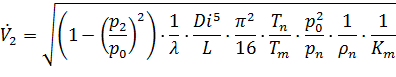 V̇₂ = √((1 − (p₂/p₀)²) · 1/λ · Di⁵/L · π²/16 · Tₙ/Tₘ · p₀²/pₙ · 1/ρₙ · 1/Kₘ)